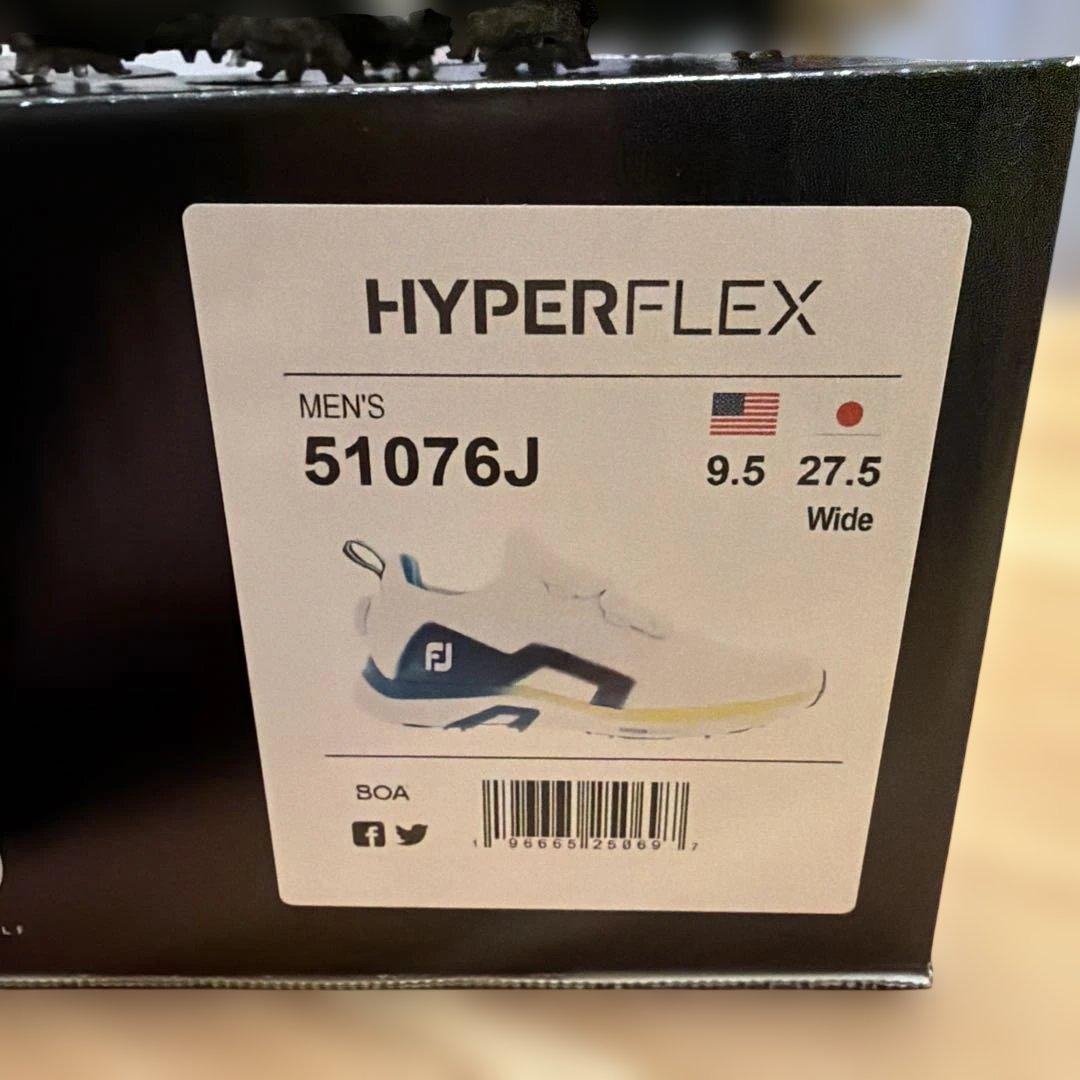 HYPERFLEX
MEN'S
51076J
9.5 27.5
Wide
FJ
BOA
1 96665 25069 7